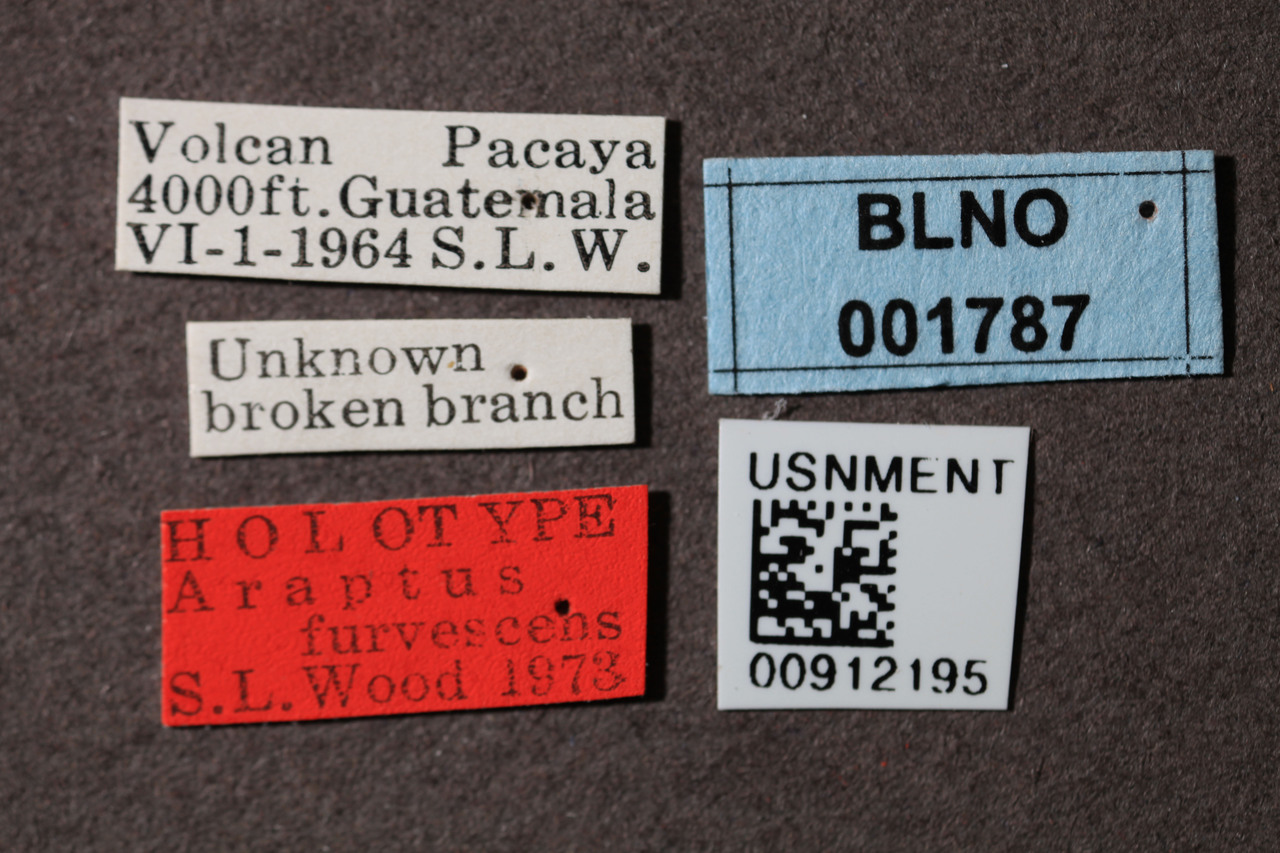 Volcan Pacaya
4000ft. Guatemala
VI-1-1964 S.L.W.
Unknown
broken branch
HOLOTYPE
Araptus
furvescens
S.L. Wood 1973
BLNO
001787
USNMENT
00912195